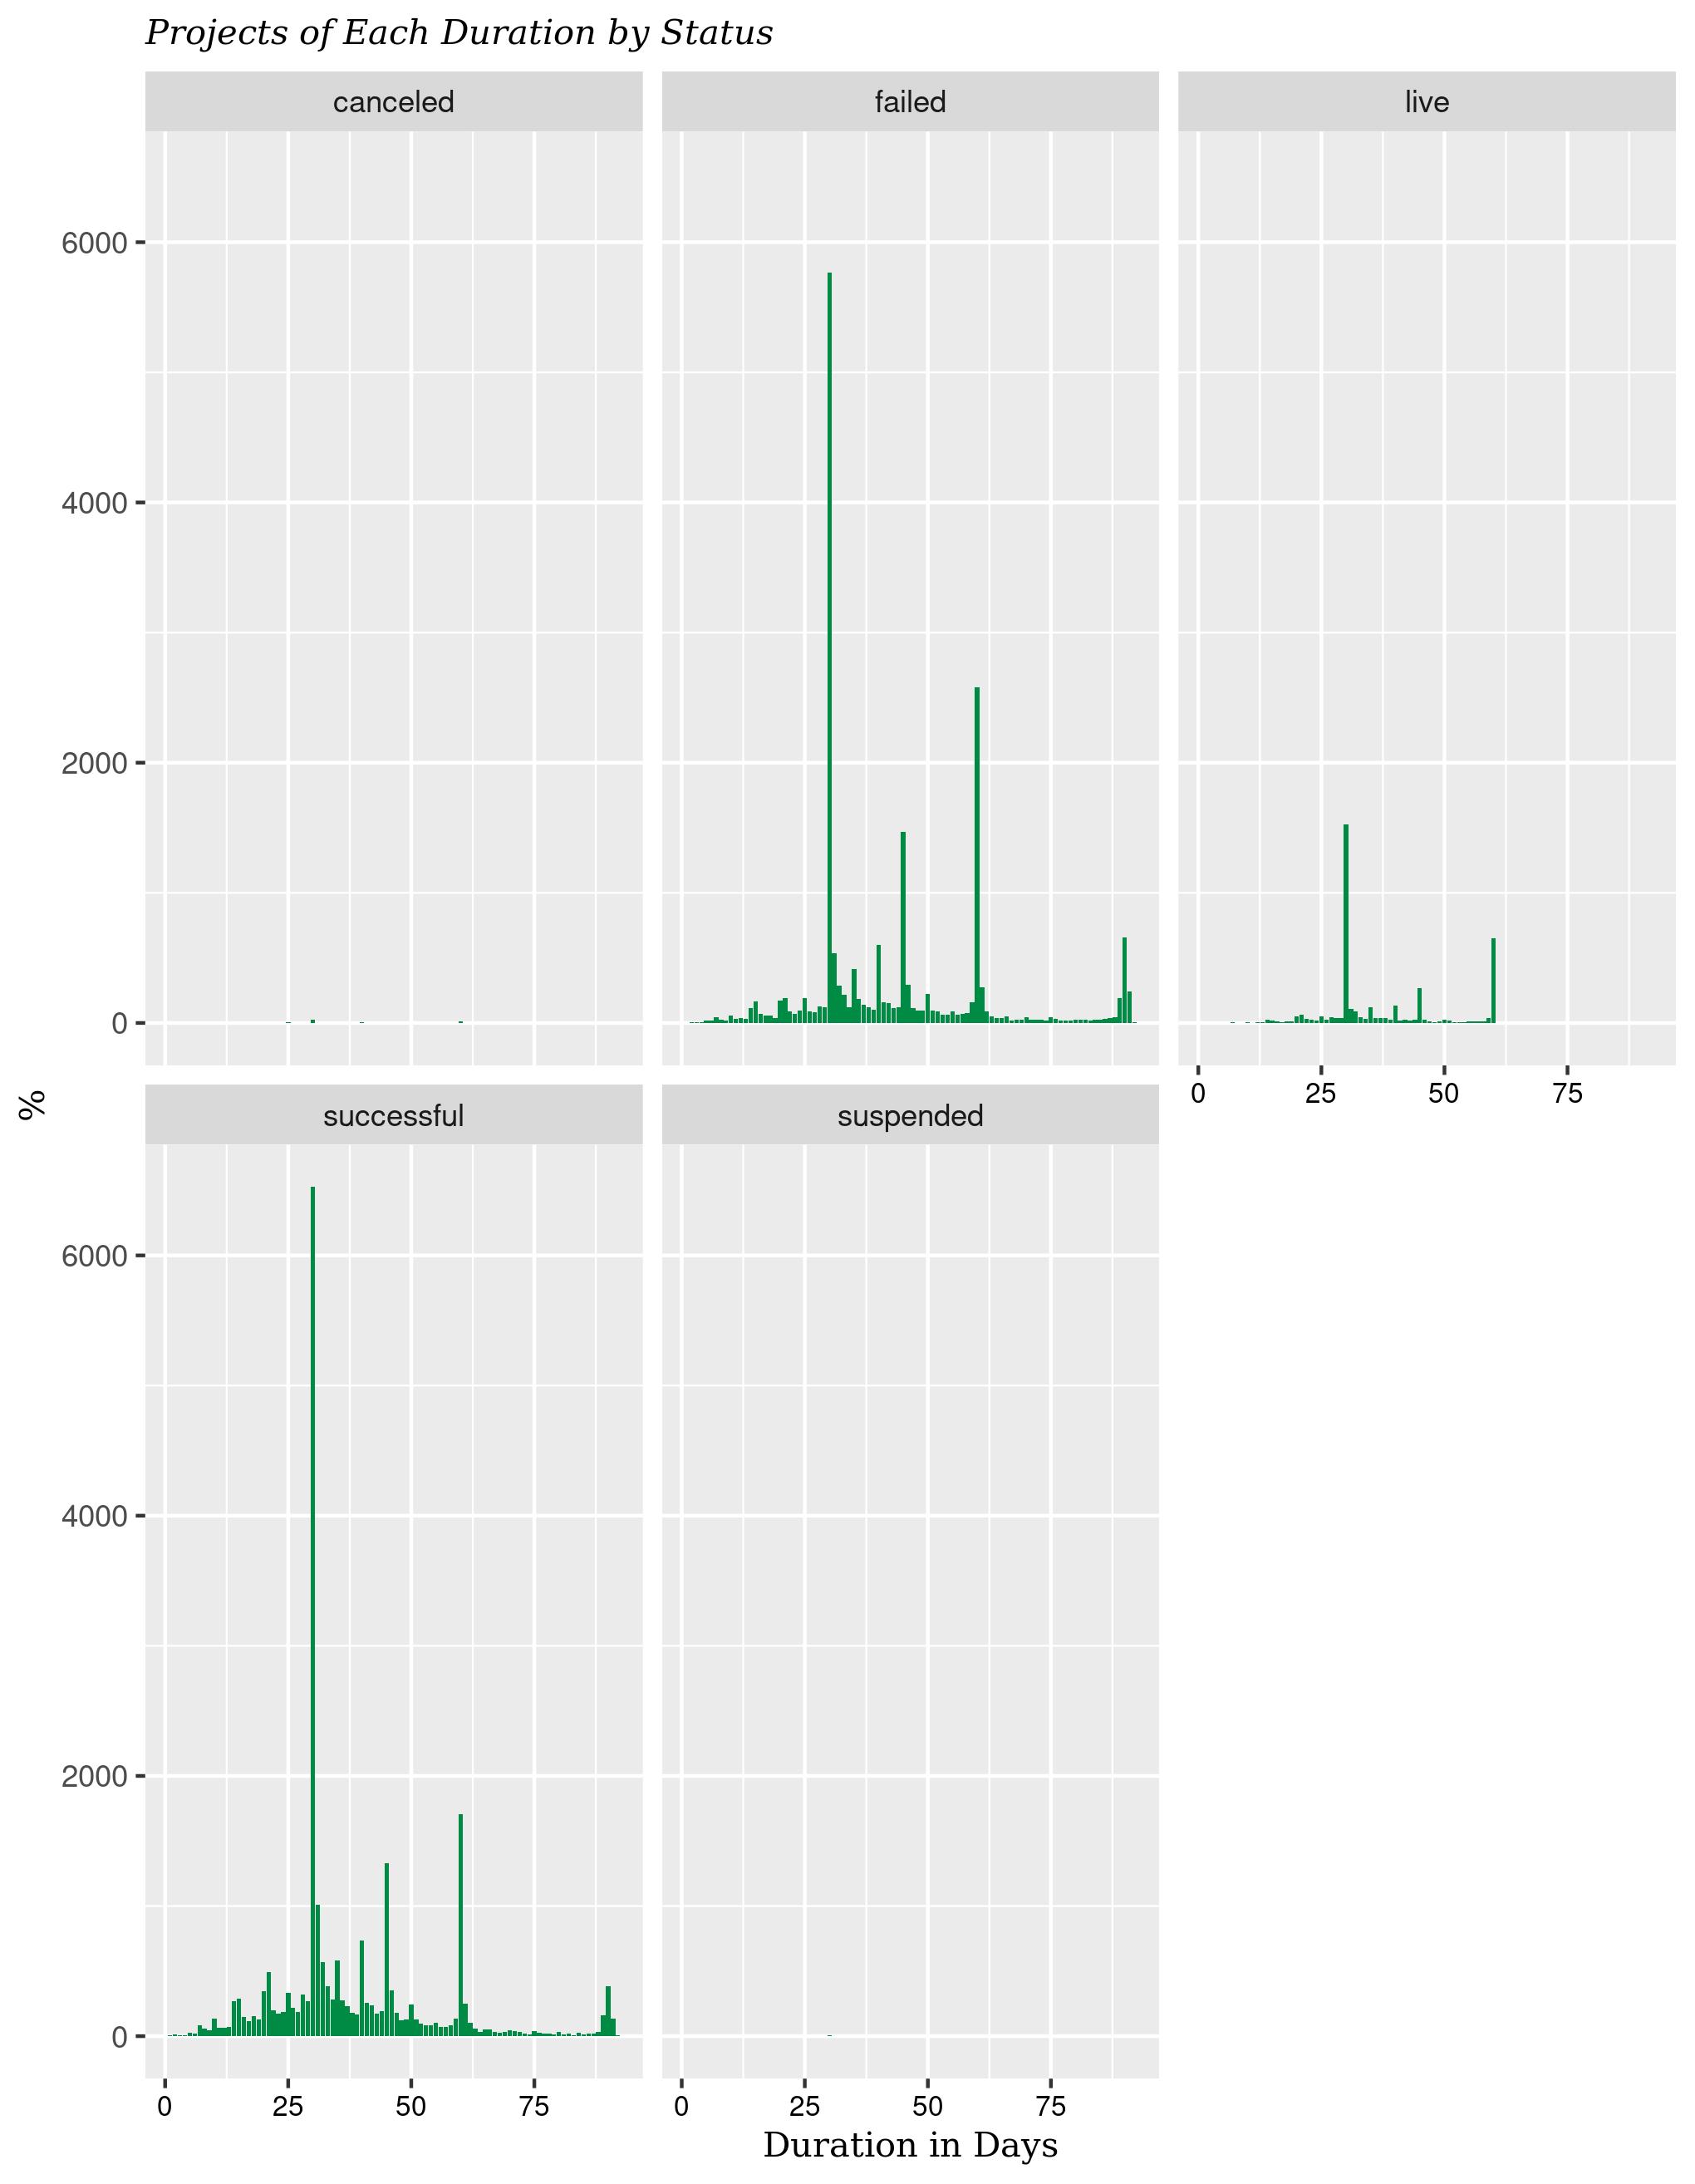 Projects of Each Duration by Status
canceled failed live
6000
4000
2000
0
0 25 50 75
%
successful suspended
6000
4000
2000
0
0 25 50 75 0 25 50 75
Duration in Days